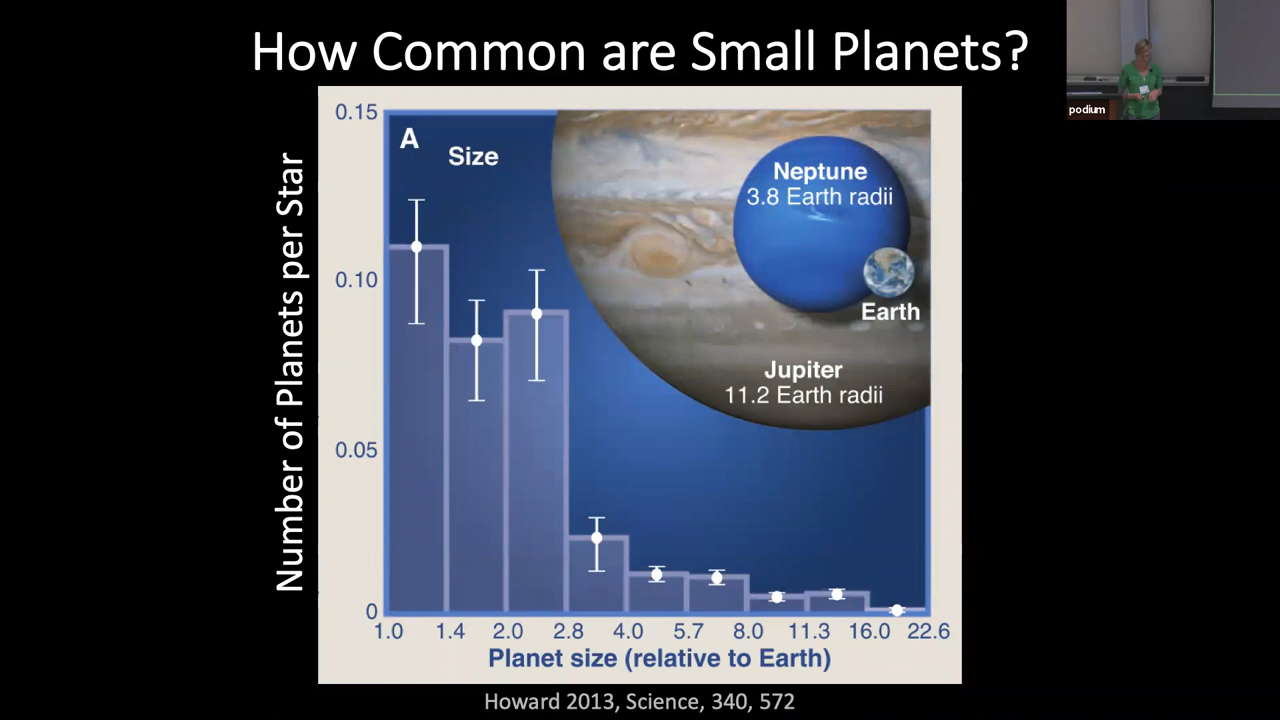 How Common are Small Planets?
podium
Number of Planets per Star
0.15
0.10
0.05
0
A
Size
Neptune
3.8 Earth radii
Earth
Jupiter
11.2 Earth radii
1.0 1.4 2.0 2.8 4.0 5.7 8.0 11.3 16.0 22.6
Planet size (relative to Earth)
Howard 2013, Science, 340, 572